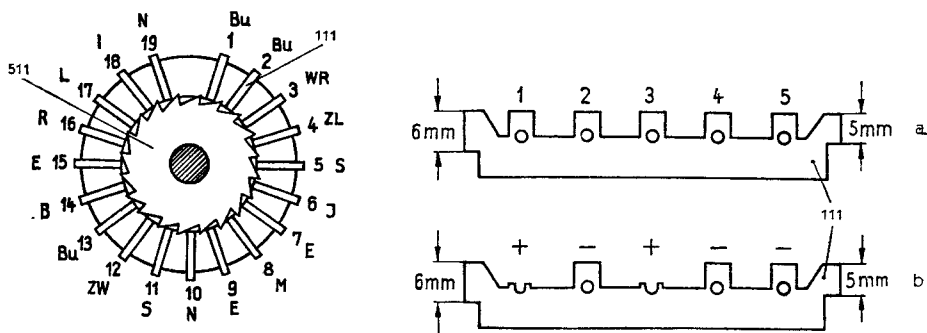 N 19
Bu 1
Bu 2
111
WR 3
4 ZL
5 S
6 J
7 E
8 M
9 E
10 N
11 S
12 ZW
13 Bu
14 B
15 E
16 R
17 L
18 I
511
1 2 3 4 5
6mm 5mm a
111
+ − + − −
6mm 5mm b